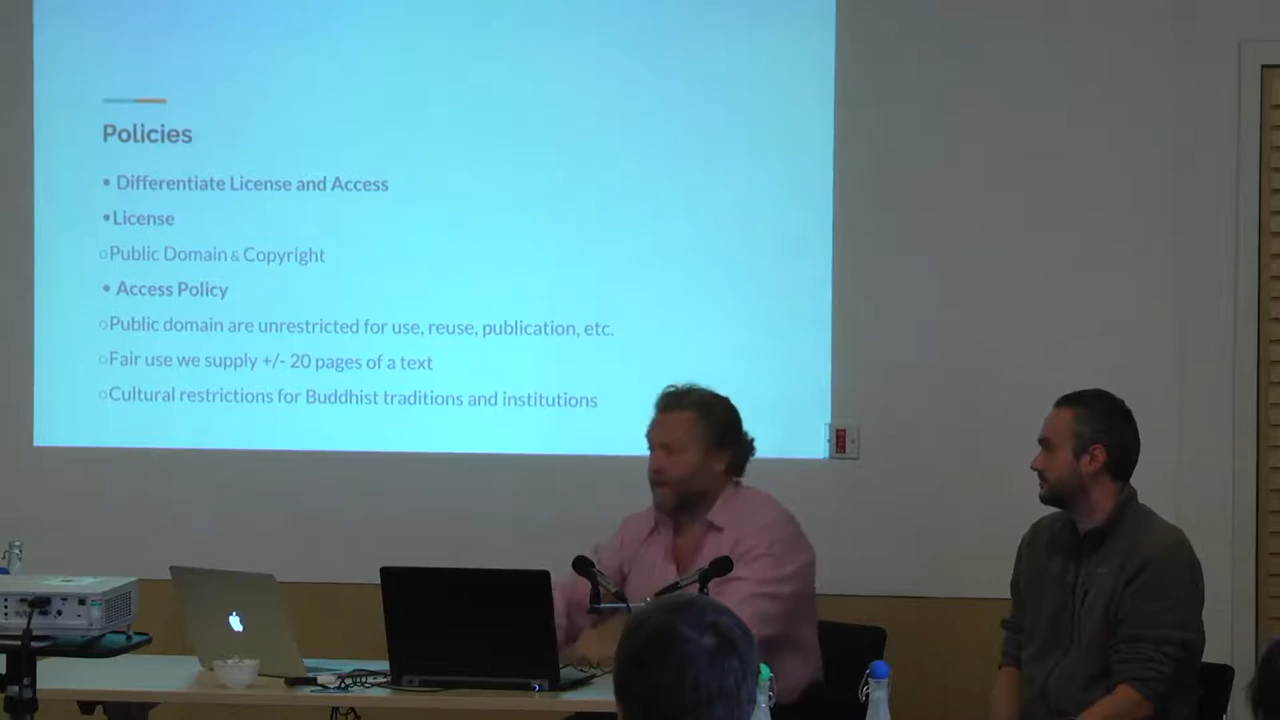 Policies
• Differentiate License and Access
•License
○Public Domain & Copyright
• Access Policy
○Public domain are unrestricted for use, reuse, publication, etc.
○Fair use we supply +/- 20 pages of a text
○Cultural restrictions for Buddhist traditions and institutions